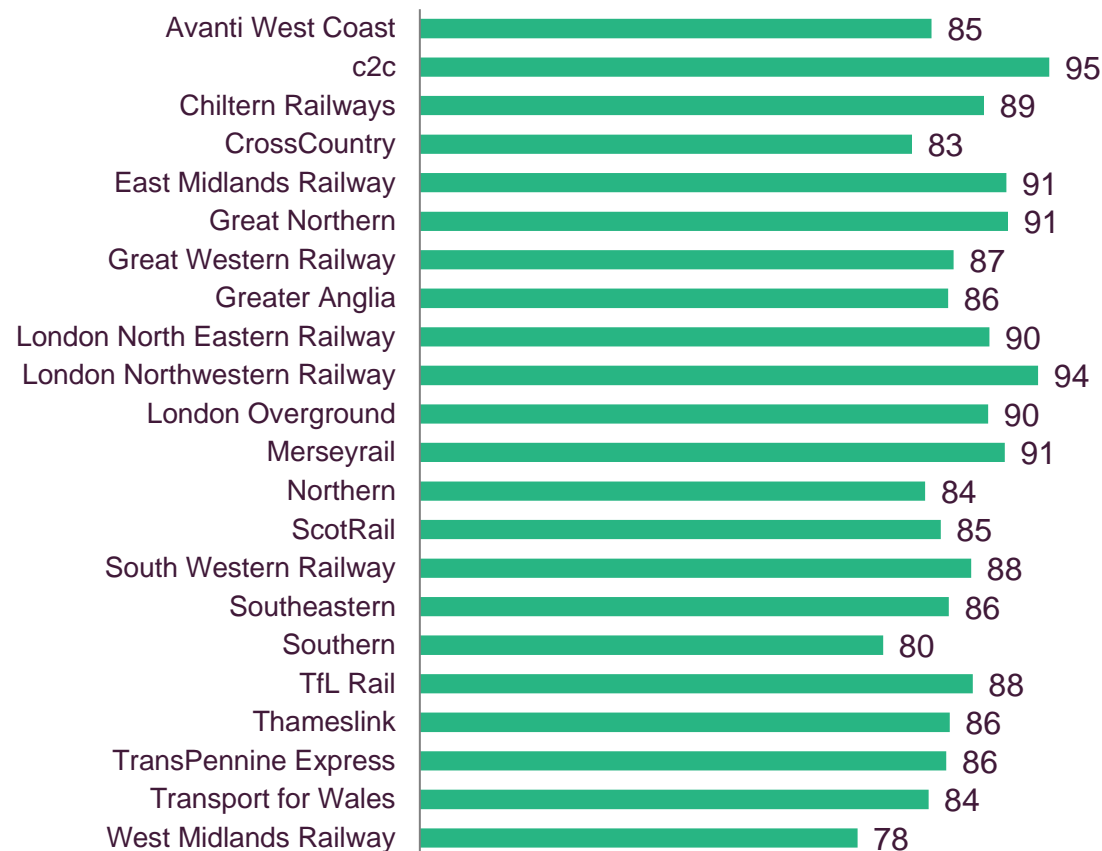 Avanti West Coast 85
c2c 95
Chiltern Railways 89
CrossCountry 83
East Midlands Railway 91
Great Northern 91
Great Western Railway 87
Greater Anglia 86
London North Eastern Railway 90
London Northwestern Railway 94
London Overground 90
Merseyrail 91
Northern 84
ScotRail 85
South Western Railway 88
Southeastern 86
Southern 80
TfL Rail 88
Thameslink 86
TransPennine Express 86
Transport for Wales 84
West Midlands Railway 78